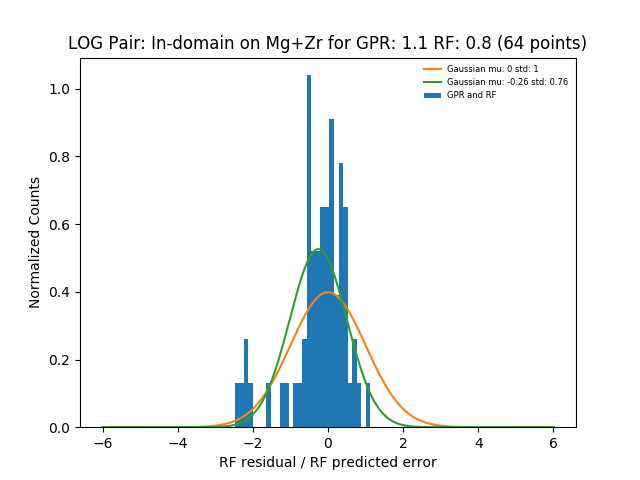 LOG Pair: In-domain on Mg+Zr for GPR: 1.1 RF: 0.8 (64 points)
Gaussian mu: 0 std: 1
Gaussian mu: -0.26 std: 0.76
GPR and RF
Normalized Counts
1.0
0.8
0.6
0.4
0.2
0.0
−6 −4 −2 0 2 4 6
RF residual / RF predicted error